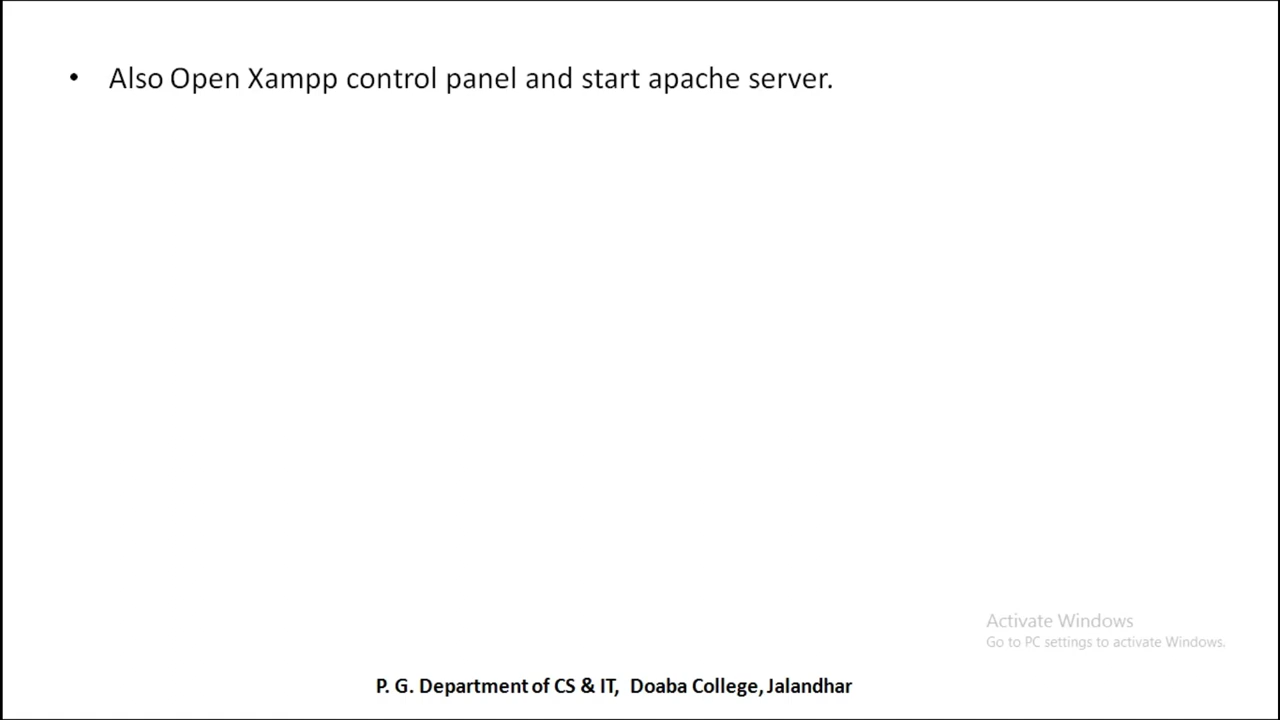 • Also Open Xampp control panel and start apache server.
Activate Windows
Go to PC settings to activate Windows.
P. G. Department of CS & IT, Doaba College, Jalandhar